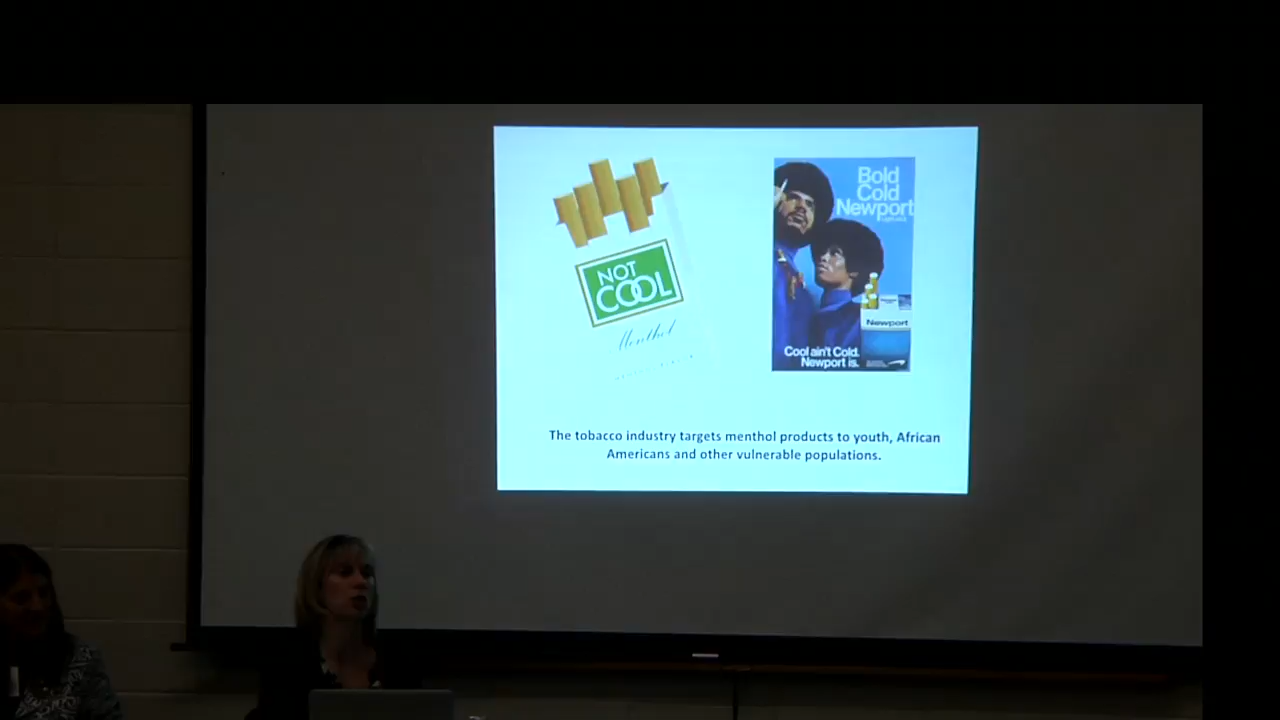 NOT
COOL
Menthol
Bold
Cold
Newport
Newport
Cool ain't Cold.
Newport is.
The tobacco industry targets menthol products to youth, African
Americans and other vulnerable populations.